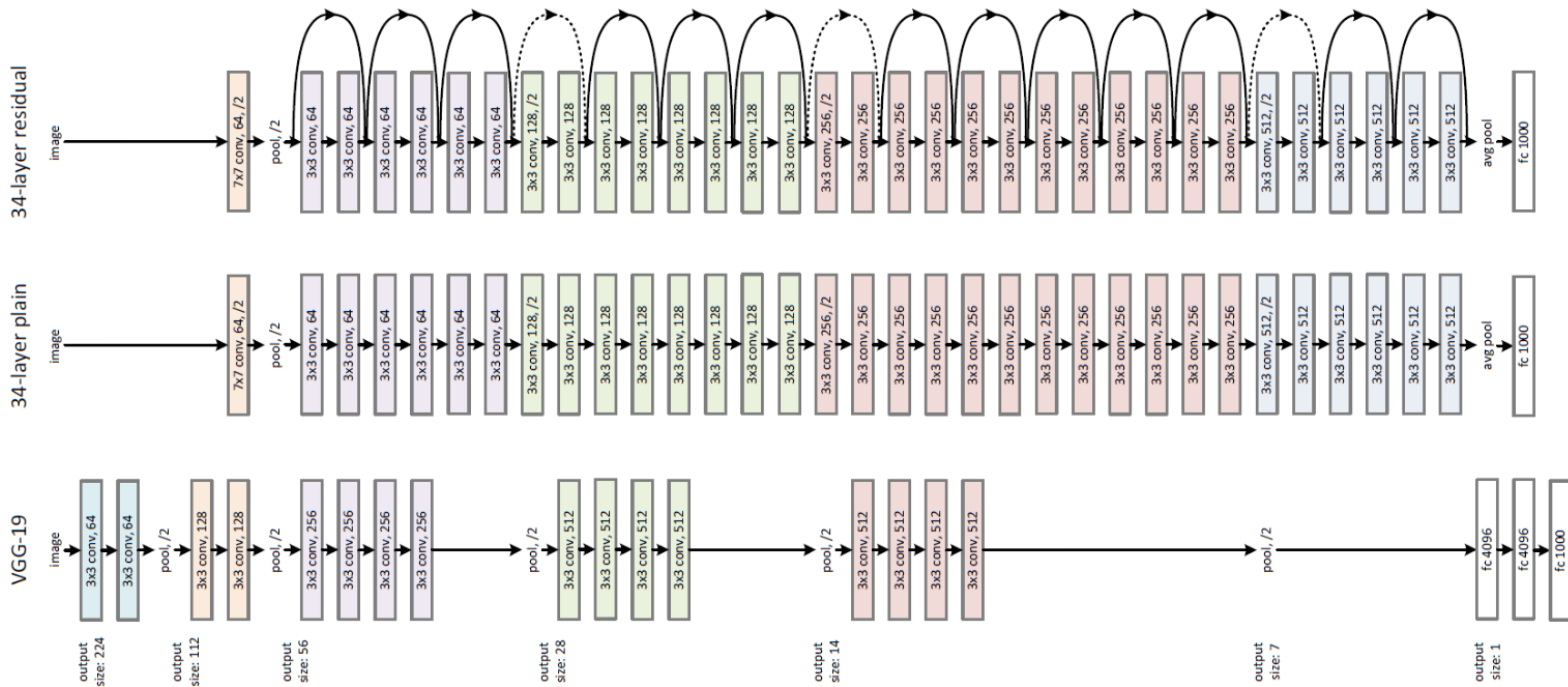 output
size: 224
output
size: 112
output
size: 56
output
size: 28
output
size: 14
output
size: 7
output
size: 1
VGG-19
image
3x3 conv, 64
3x3 conv, 64
pool, /2
3x3 conv, 128
3x3 conv, 128
pool, /2
3x3 conv, 256
3x3 conv, 256
3x3 conv, 256
3x3 conv, 256
pool, /2
3x3 conv, 512
3x3 conv, 512
3x3 conv, 512
3x3 conv, 512
pool, /2
3x3 conv, 512
3x3 conv, 512
3x3 conv, 512
3x3 conv, 512
pool, /2
fc 4096
fc 4096
fc 1000
34-layer plain
image
7x7 conv, 64, /2
pool, /2
3x3 conv, 64
3x3 conv, 64
3x3 conv, 64
3x3 conv, 64
3x3 conv, 64
3x3 conv, 64
3x3 conv, 128, /2
3x3 conv, 128
3x3 conv, 128
3x3 conv, 128
3x3 conv, 128
3x3 conv, 128
3x3 conv, 128
3x3 conv, 128
3x3 conv, 256, /2
3x3 conv, 256
3x3 conv, 256
3x3 conv, 256
3x3 conv, 256
3x3 conv, 256
3x3 conv, 256
3x3 conv, 256
3x3 conv, 256
3x3 conv, 256
3x3 conv, 256
3x3 conv, 256
3x3 conv, 512, /2
3x3 conv, 512
3x3 conv, 512
3x3 conv, 512
3x3 conv, 512
3x3 conv, 512
avg pool
fc 1000
34-layer residual
image
7x7 conv, 64, /2
pool, /2
3x3 conv, 64
3x3 conv, 64
3x3 conv, 64
3x3 conv, 64
3x3 conv, 64
3x3 conv, 64
3x3 conv, 128, /2
3x3 conv, 128
3x3 conv, 128
3x3 conv, 128
3x3 conv, 128
3x3 conv, 128
3x3 conv, 128
3x3 conv, 128
3x3 conv, 256, /2
3x3 conv, 256
3x3 conv, 256
3x3 conv, 256
3x3 conv, 256
3x3 conv, 256
3x3 conv, 256
3x3 conv, 256
3x3 conv, 256
3x3 conv, 256
3x3 conv, 256
3x3 conv, 256
3x3 conv, 512, /2
3x3 conv, 512
3x3 conv, 512
3x3 conv, 512
3x3 conv, 512
3x3 conv, 512
avg pool
fc 1000